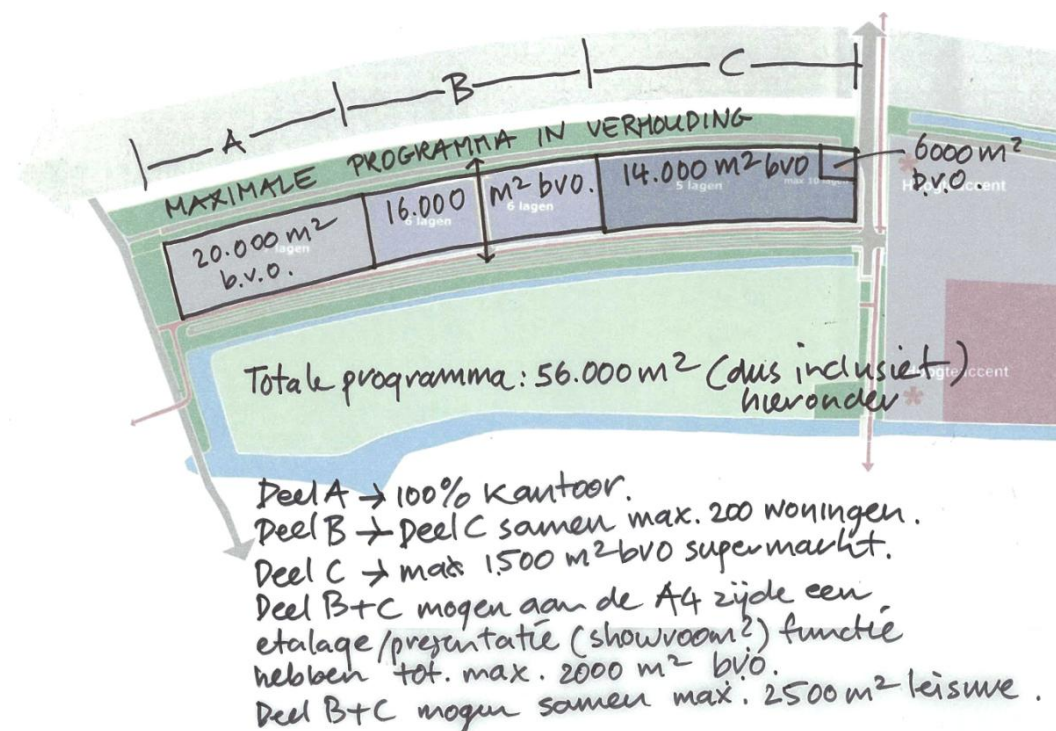 A
B
C
MAXIMALE PROGRAMMA IN VERHOUDING
20.000 m²
b.v.o.
lagen
16.000 m² bvo.
6 lagen
6 lagen
14.000 m² bvo
5 lagen
max 10 lagen
6000 m²
b.v.o.
Totale programma: 56.000 m² (dus inclusief)
hieronder
Hoogteaccent
Deel A → 100% kantoor.
Deel B → Deel C samen max. 200 woningen.
Deel C → max 1.500 m² bvo supermarkt.
Deel B+C mogen aan de A4 zijde een
etalage/presentatie (showroom?) functie
hebben tot. max. 2000 m² bvo.
Deel B+C mogen samen max. 2500 m² leisure.